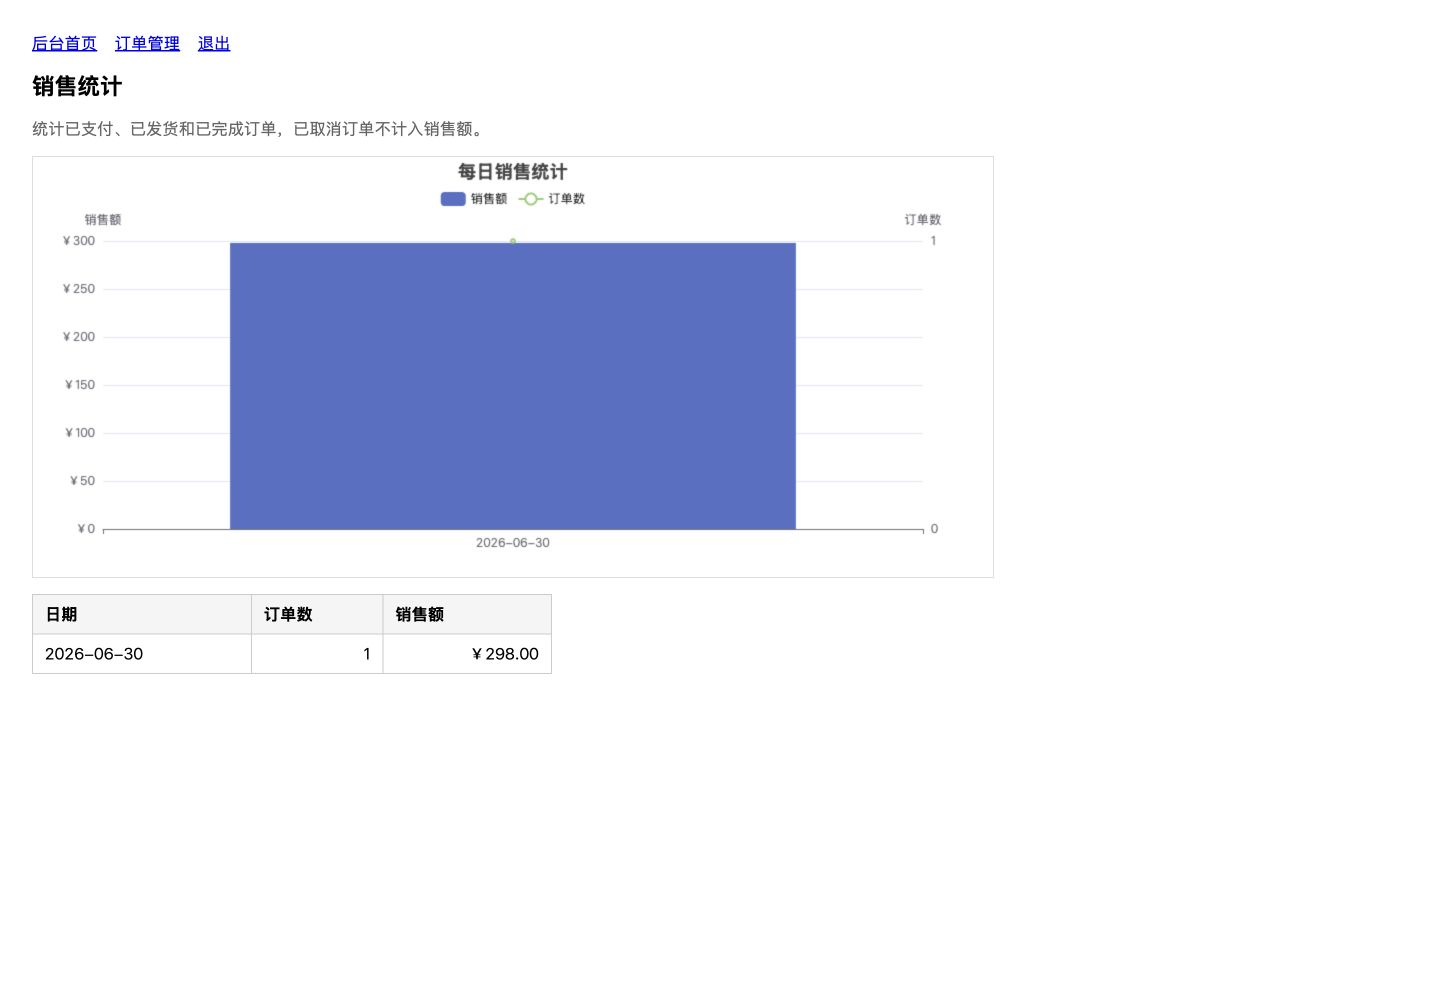 后台首页 订单管理 退出
销售统计
统计已支付、已发货和已完成订单，已取消订单不计入销售额。
每日销售统计
销售额 订单数
销售额 订单数
¥ 300 1
¥ 250
¥ 200
¥ 150
¥ 100
¥ 50
¥ 0 0
2026-06-30
日期 订单数 销售额
2026-06-30 1 ¥ 298.00